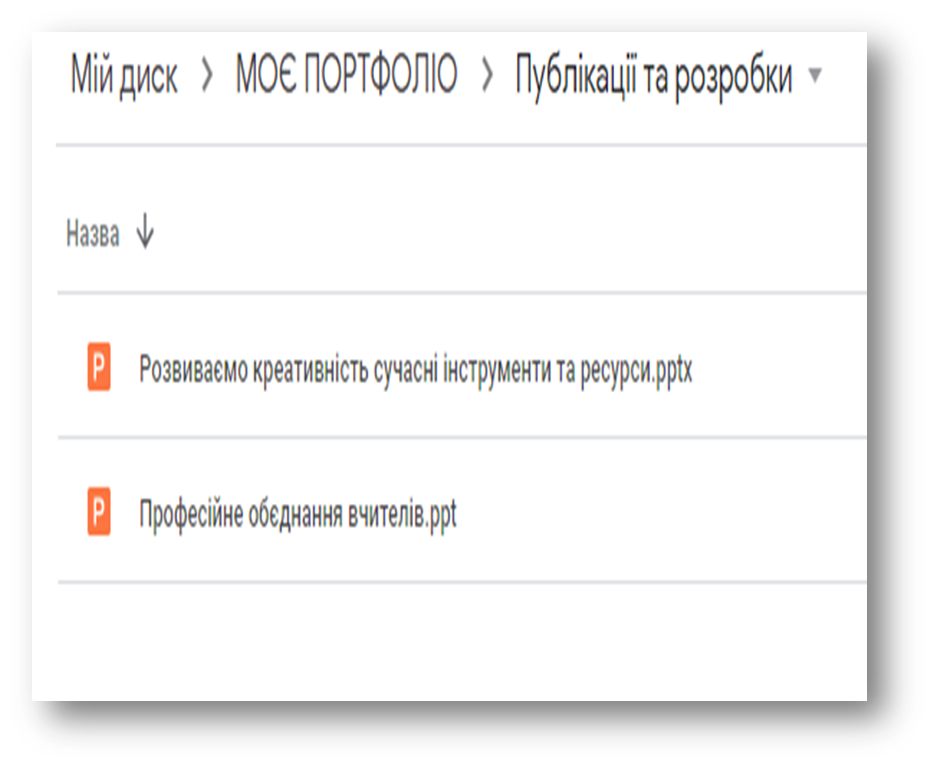 Мій диск > МОЄ ПОРТФОЛІО > Публікації та розробки
Назва
P Розвиваємо креативність сучасні інструменти та ресурси.pptx
P Професійне обєднання вчителів.ppt